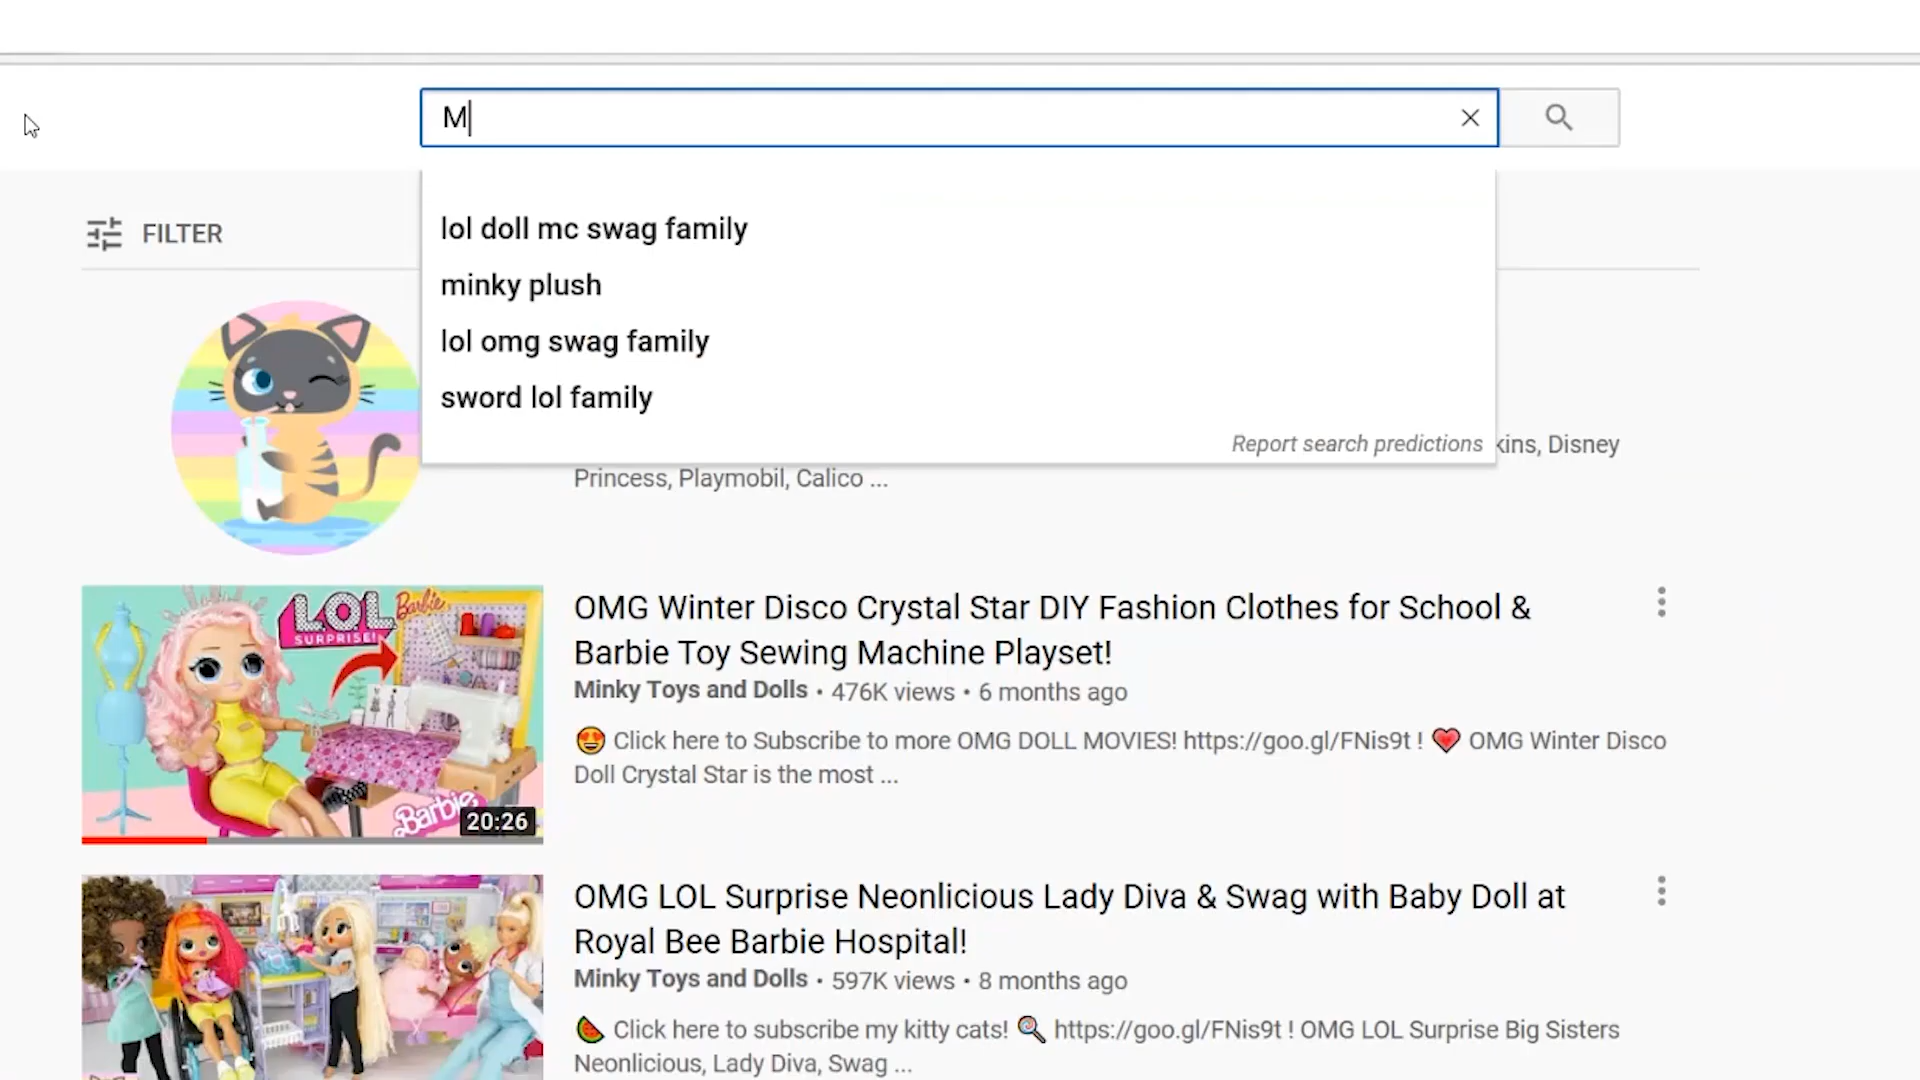 M
lol doll mc swag family
minky plush
lol omg swag family
sword lol family
Report search predictions
FILTER
kins, Disney
Princess, Playmobil, Calico ...
LOL
SURPRISE!
Barbie
Barbie
20:26
OMG Winter Disco Crystal Star DIY Fashion Clothes for School &
Barbie Toy Sewing Machine Playset!
Minky Toys and Dolls • 476K views • 6 months ago
😍 Click here to Subscribe to more OMG DOLL MOVIES! https://goo.gl/FNis9t ! ❤️ OMG Winter Disco
Doll Crystal Star is the most ...
OMG LOL Surprise Neonlicious Lady Diva & Swag with Baby Doll at
Royal Bee Barbie Hospital!
Minky Toys and Dolls • 597K views • 8 months ago
🍉 Click here to subscribe my kitty cats! 🍭 https://goo.gl/FNis9t ! OMG LOL Surprise Big Sisters
Neonlicious, Lady Diva, Swag ...